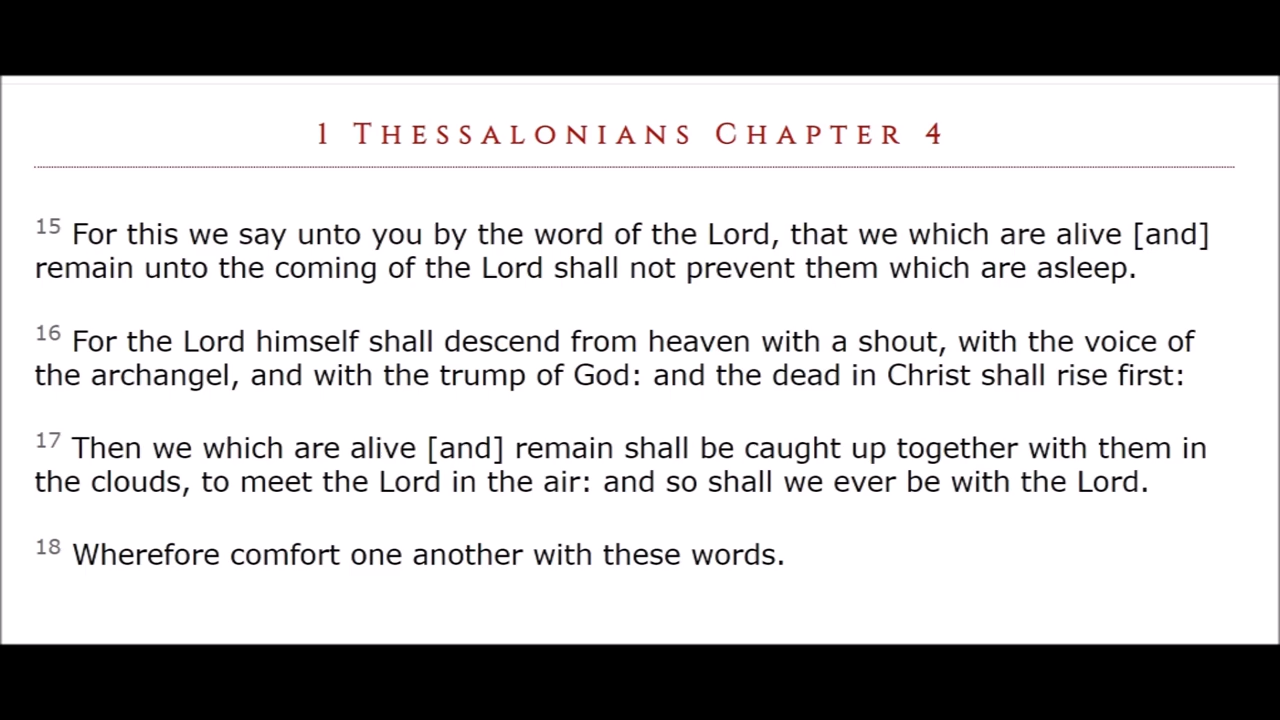 1 Thessalonians Chapter 4
15 For this we say unto you by the word of the Lord, that we which are alive [and]
remain unto the coming of the Lord shall not prevent them which are asleep.
16 For the Lord himself shall descend from heaven with a shout, with the voice of
the archangel, and with the trump of God: and the dead in Christ shall rise first:
17 Then we which are alive [and] remain shall be caught up together with them in
the clouds, to meet the Lord in the air: and so shall we ever be with the Lord.
18 Wherefore comfort one another with these words.